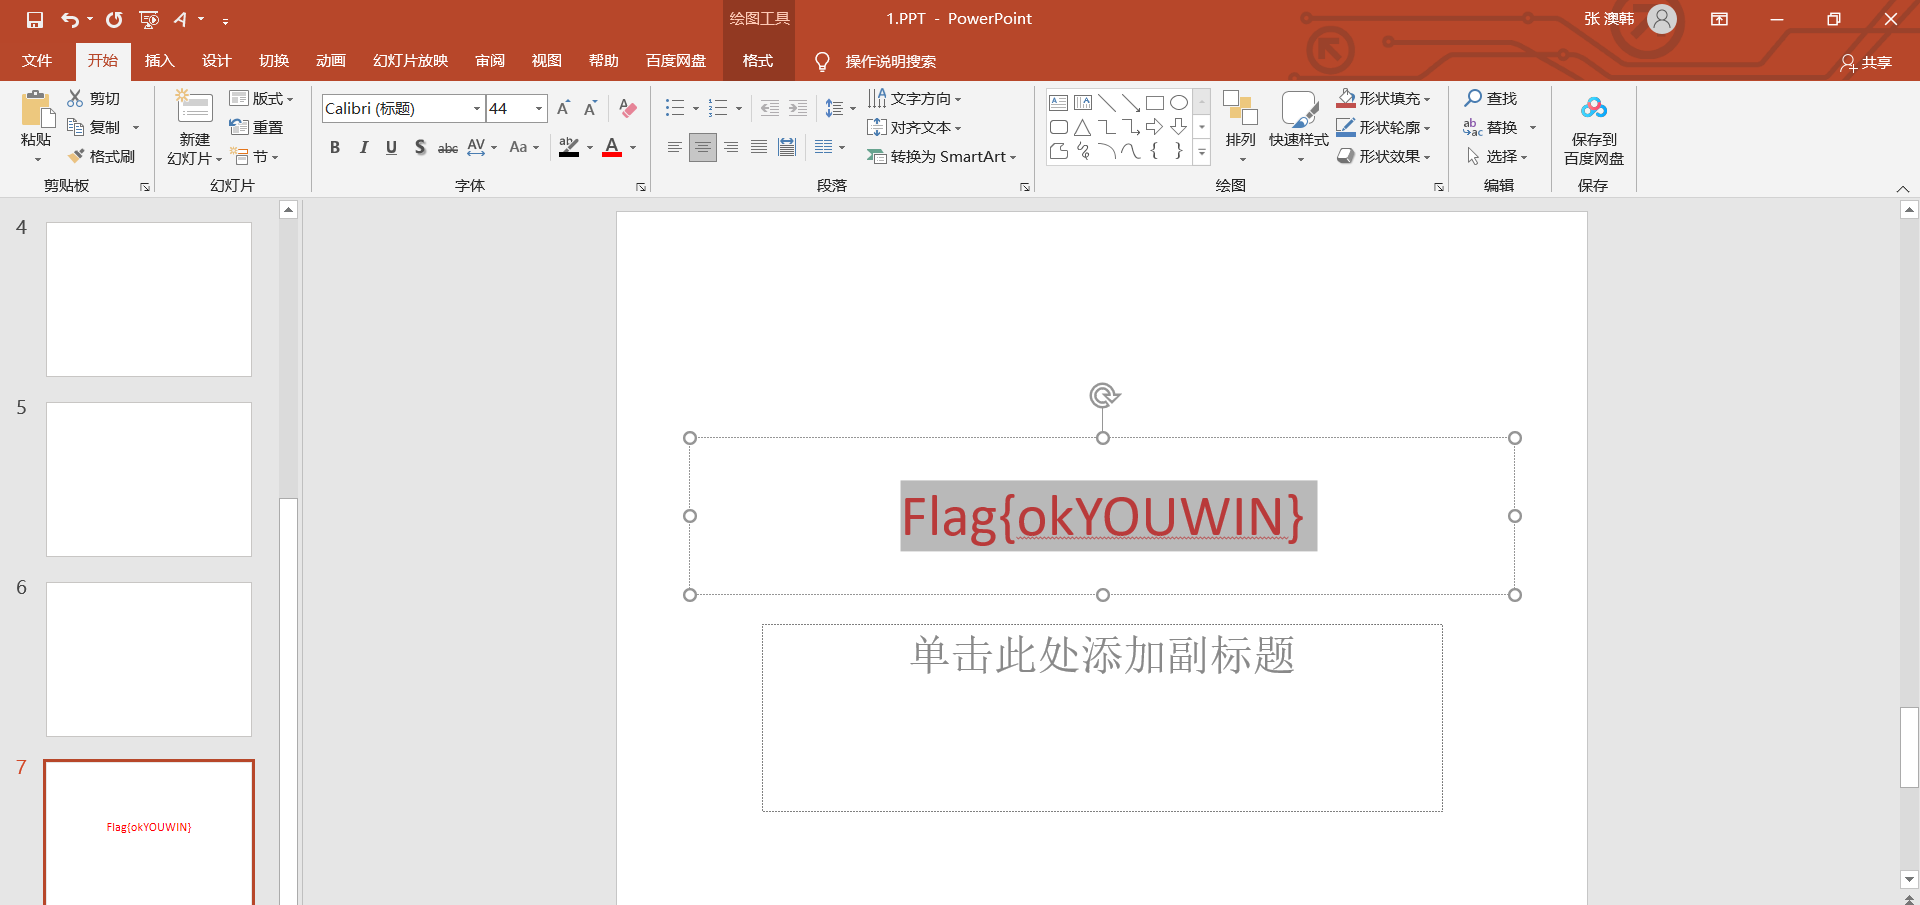 绘图工具
1.PPT - PowerPoint
张 澳韩
文件 开始 插入 设计 切换 动画 幻灯片放映 审阅 视图 帮助 百度网盘 格式 操作说明搜索 共享
粘贴
剪切
复制
格式刷
剪贴板
新建
幻灯片
版式
重置
节
幻灯片
Calibri (标题) 44
B I U S abc AV Aa A
字体
文字方向
对齐文本
转换为 SmartArt
段落
排列
快速样式
形状填充
形状轮廓
形状效果
绘图
查找
替换
选择
编辑
保存到
百度网盘
保存
4
5
6
7
Flag{okYOUWIN}
Flag{okYOUWIN}
单击此处添加副标题